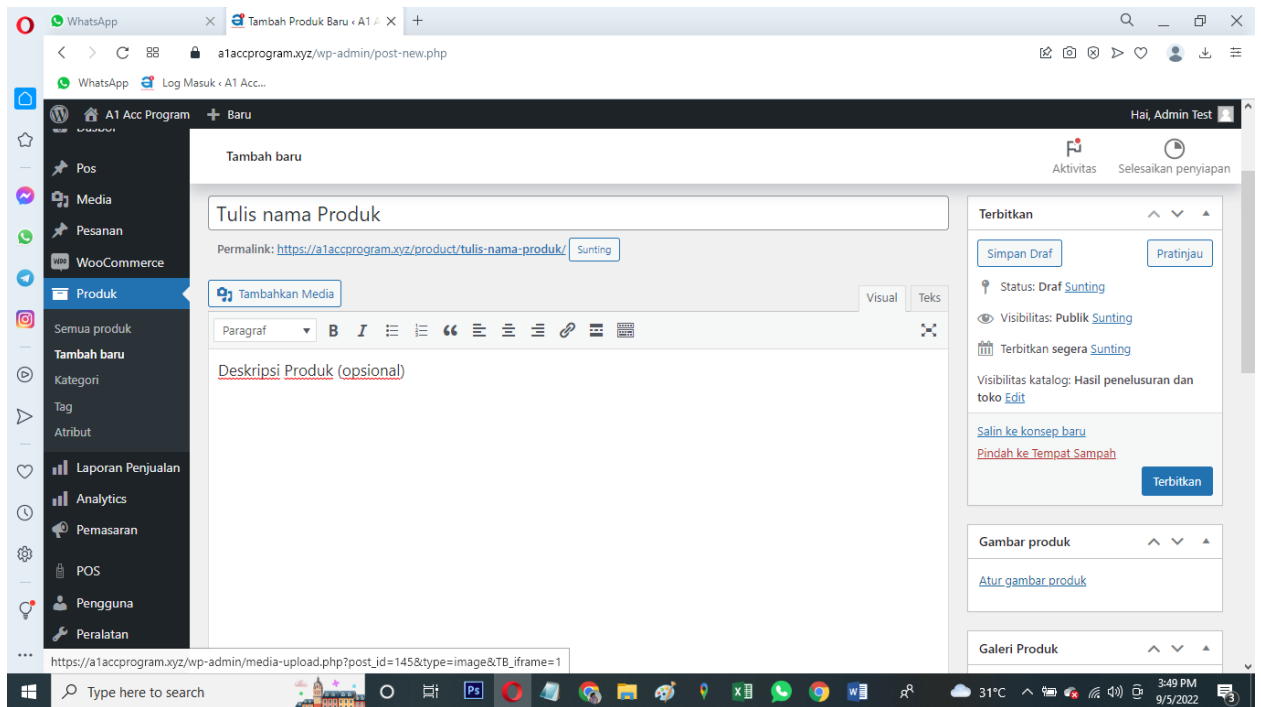 WhatsApp
Tambah Produk Baru ‹ A1 A
a1accprogram.xyz/wp-admin/post-new.php
WhatsApp
Log Masuk ‹ A1 Acc...
A1 Acc Program
Baru
Hai, Admin Test
Dasbor
Pos
Media
Pesanan
WooCommerce
Produk
Semua produk
Tambah baru
Kategori
Tag
Atribut
Laporan Penjualan
Analytics
Pemasaran
POS
Pengguna
Peralatan
Tambah baru
Aktivitas
Selesaikan penyiapan
Tulis nama Produk
Permalink: https://a1accprogram.xyz/product/tulis-nama-produk/ Sunting
Tambahkan Media
Visual
Teks
Paragraf
Deskripsi Produk (opsional)
Terbitkan
Simpan Draf
Pratinjau
Status: Draf Sunting
Visibilitas: Publik Sunting
Terbitkan segera Sunting
Visibilitas katalog: Hasil penelusuran dan
toko Edit
Salin ke konsep baru
Pindah ke Tempat Sampah
Terbitkan
Gambar produk
Atur gambar produk
Galeri Produk
https://a1accprogram.xyz/wp-admin/media-upload.php?post_id=145&type=image&TB_iframe=1
Type here to search
31°C
3:49 PM
9/5/2022